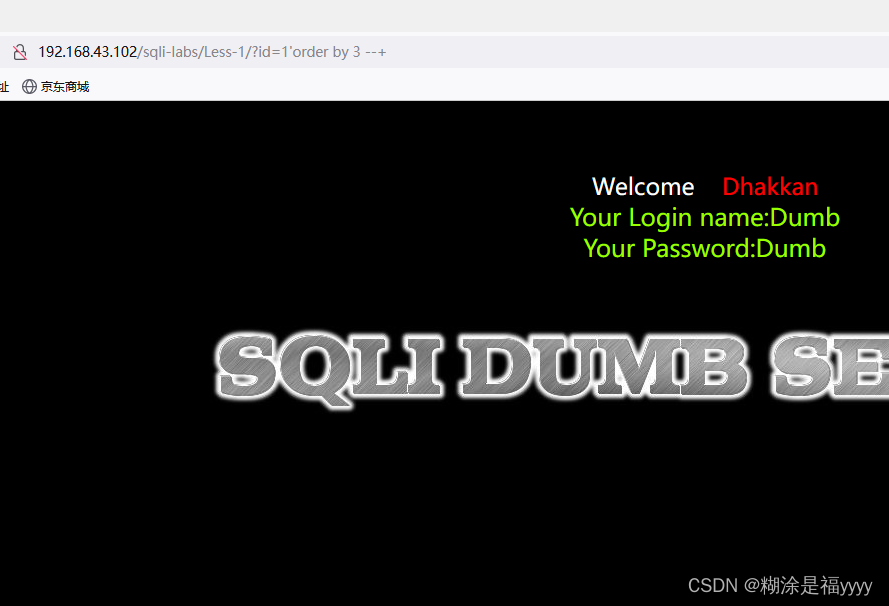 192.168.43.102/sqli-labs/Less-1/?id=1'order by 3 --+
址 京东商城
Welcome Dhakkan
Your Login name:Dumb
Your Password:Dumb
SQLI DUMB SE
CSDN @糊涂是福yyyy